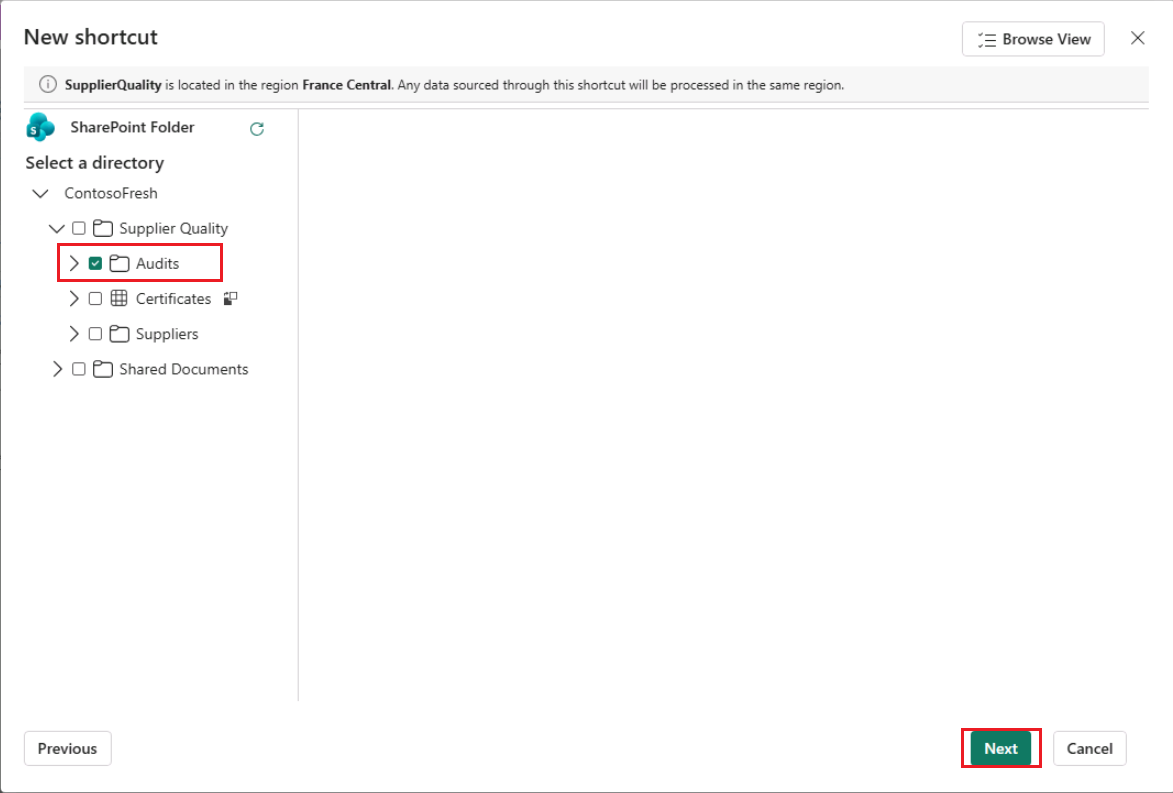 New shortcut
Browse View
SupplierQuality is located in the region France Central. Any data sourced through this shortcut will be processed in the same region.
SharePoint Folder
Select a directory
ContosoFresh
Supplier Quality
Audits
Certificates
Suppliers
Shared Documents
Previous
Next
Cancel